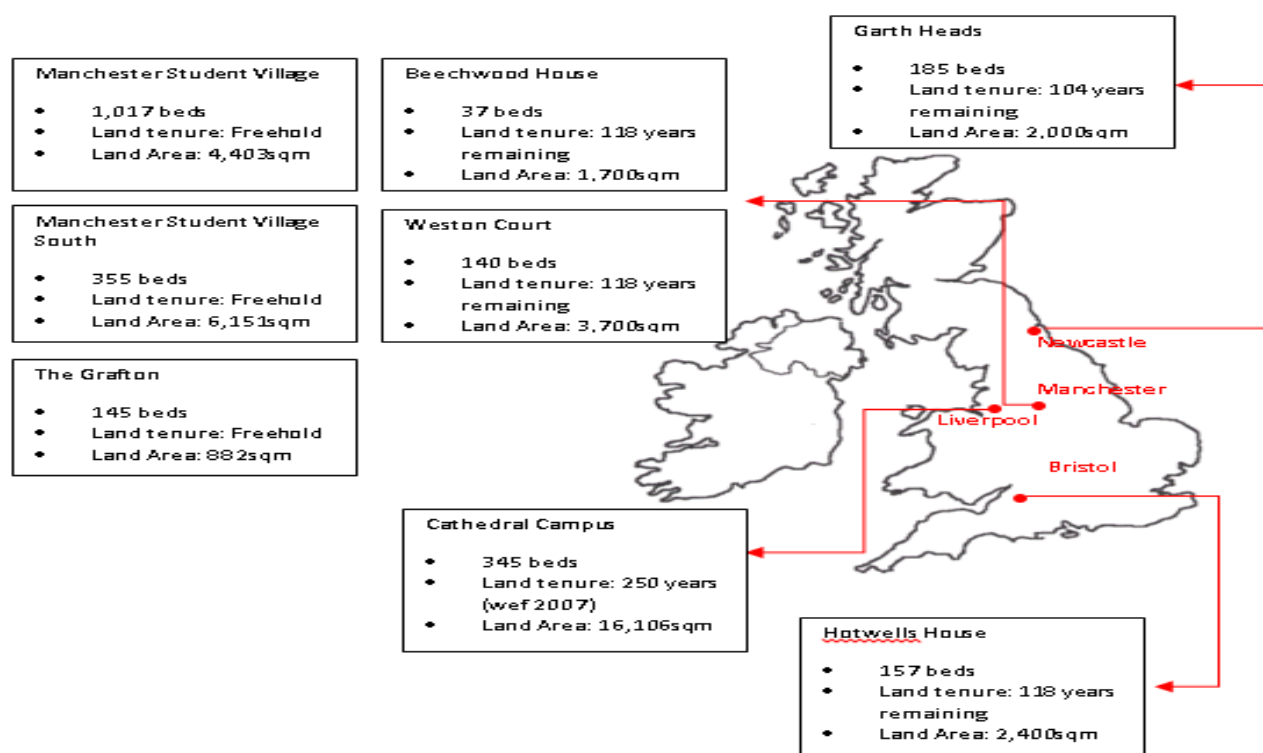 Manchester Student Village
• 1,017 beds
• Land tenure: Freehold
• Land Area: 4,403sqm
Manchester Student Village
South
• 355 beds
• Land tenure: Freehold
• Land Area: 6,151sqm
The Grafton
• 145 beds
• Land tenure: Freehold
• Land Area: 882sqm
Beechwood House
• 37 beds
• Land tenure: 118 years
remaining
• Land Area: 1,700sqm
Weston Court
• 140 beds
• Land tenure: 118 years
remaining
• Land Area: 3,700sqm
Garth Heads
• 185 beds
• Land tenure: 104 years
remaining
• Land Area: 2,000sqm
Newcastle
Manchester
Liverpool
Bristol
Cathedral Campus
• 345 beds
• Land tenure: 250 years
(wef 2007)
• Land Area: 16,106sqm
Hotwells House
• 157 beds
• Land tenure: 118 years
remaining
• Land Area: 2,400sqm